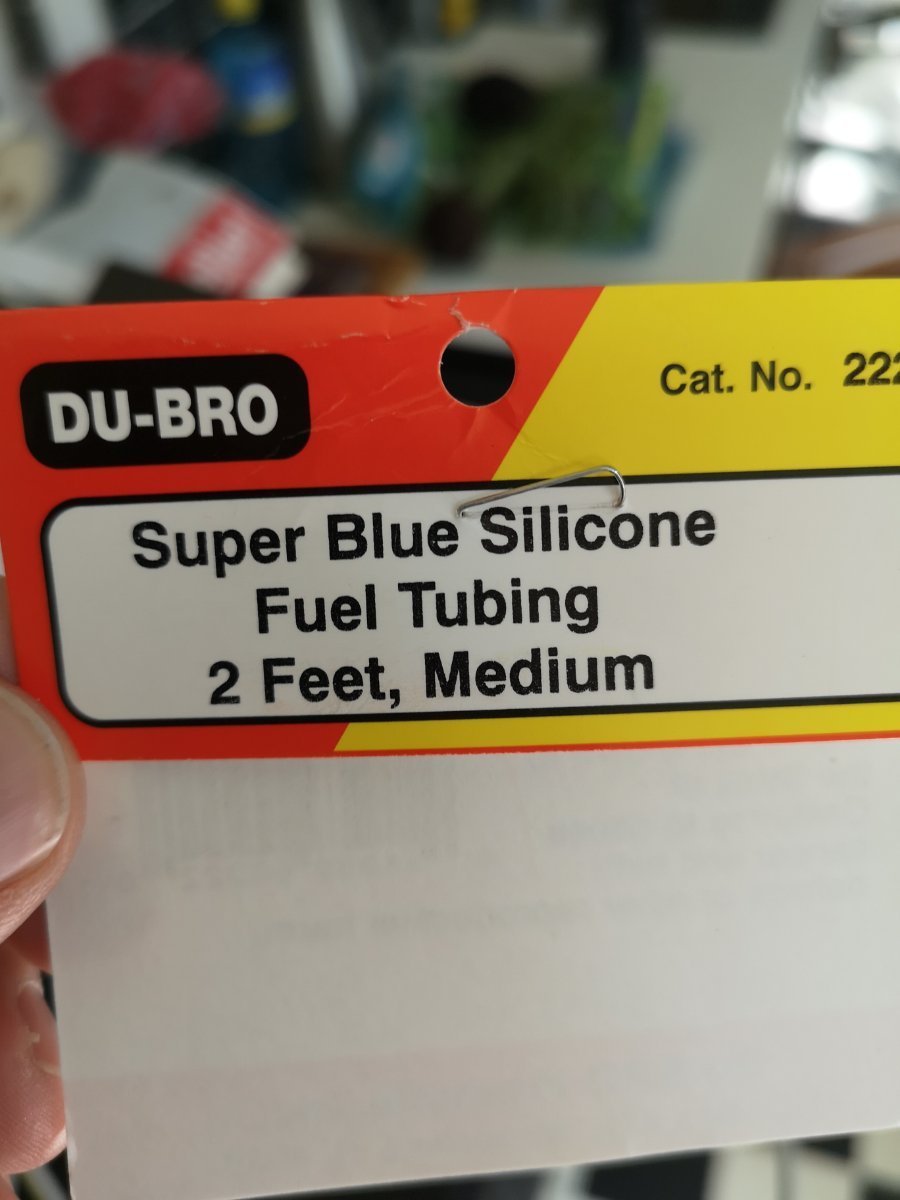 DU-BRO
Cat. No. 222
Super Blue Silicone
Fuel Tubing
2 Feet, Medium